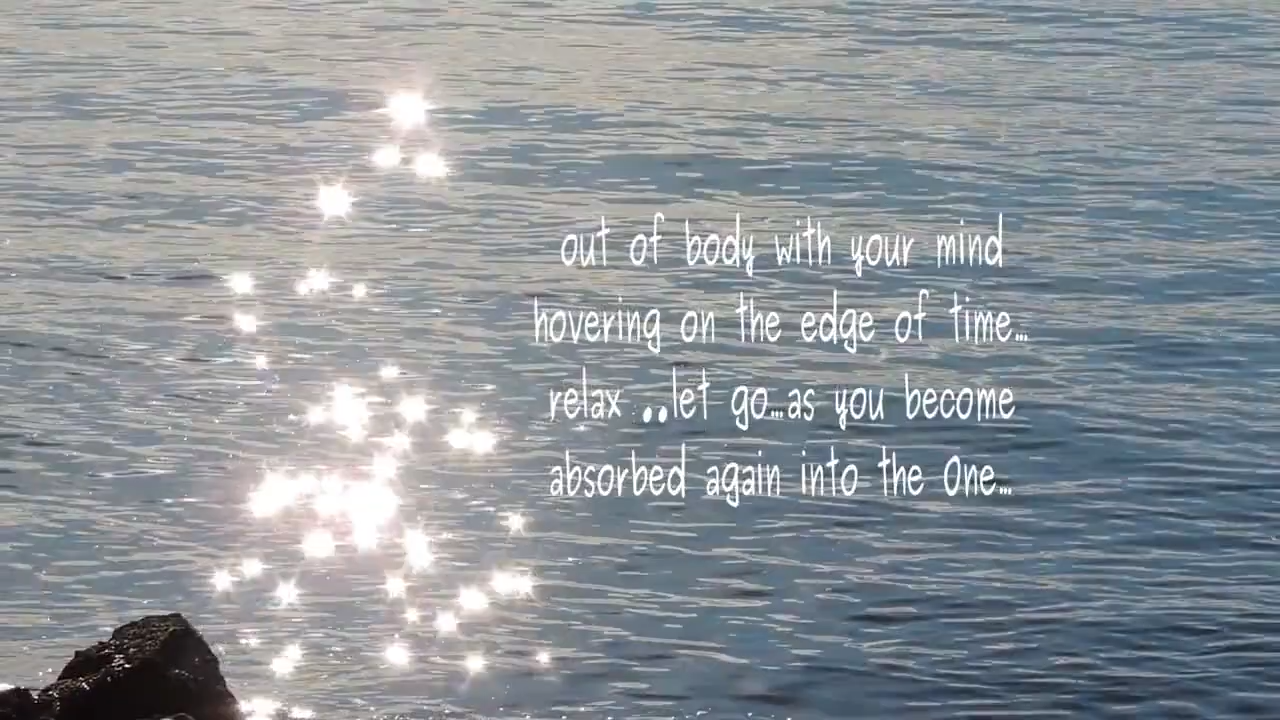 out of body with your mind
hovering on the edge of time...
relax ..let go...as you become
absorbed again into the One...